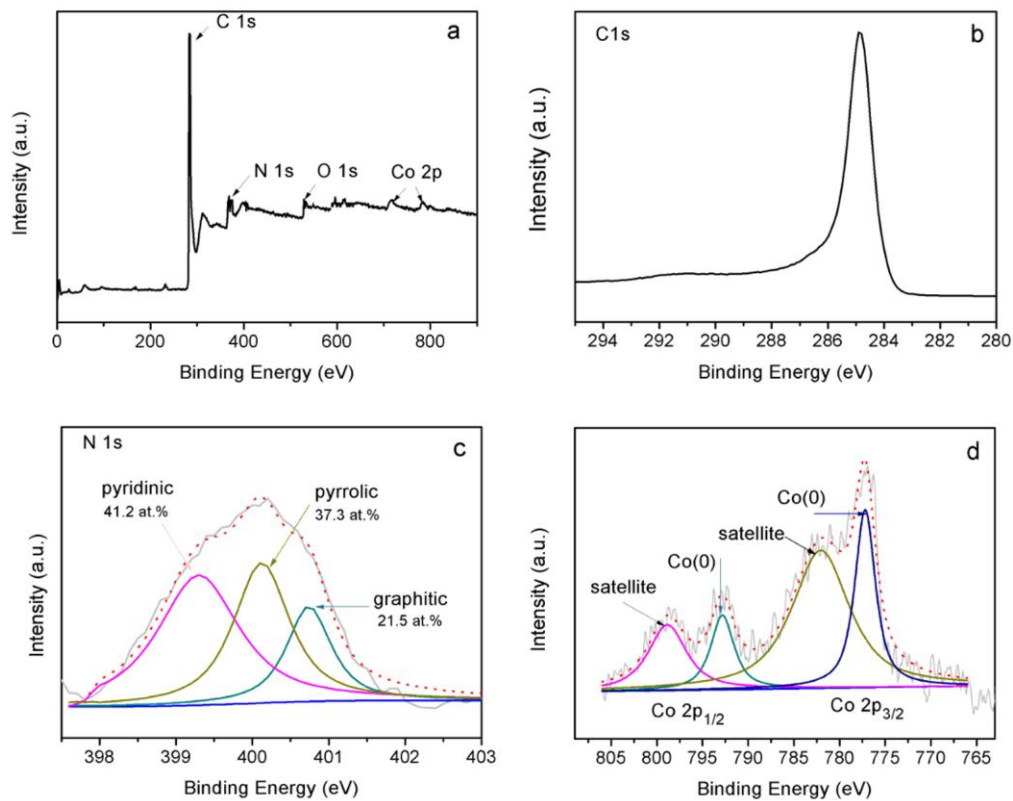 a
C 1s
N 1s
O 1s
Co 2p
Intensity (a.u.)
0 200 400 600 800
Binding Energy (eV)
C1s
b
Intensity (a.u.)
294 292 290 288 286 284 282 280
Binding Energy (eV)
N 1s
c
pyridinic
41.2 at.%
pyrrolic
37.3 at.%
graphitic
21.5 at.%
Intensity (a.u.)
398 399 400 401 402 403
Binding Energy (eV)
d
Co(0)
satellite
Co(0)
satellite
Co 2p1/2
Co 2p3/2
Intensity (a.u.)
805 800 795 790 785 780 775 770 765
Binding Energy (eV)